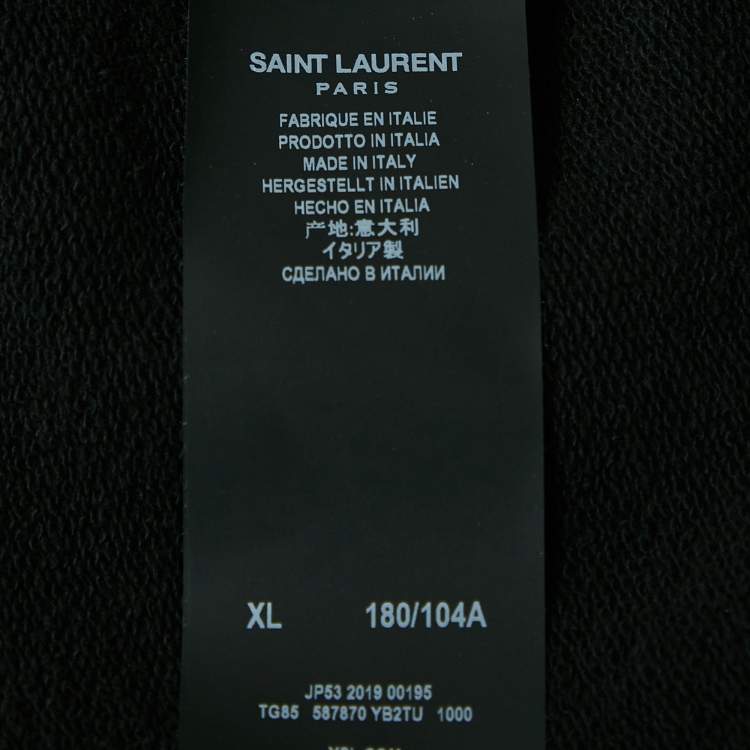 SAINT LAURENT
PARIS
FABRIQUE EN ITALIE
PRODOTTO IN ITALIA
MADE IN ITALY
HERGESTELLT IN ITALIEN
HECHO EN ITALIA
产地:意大利
イタリア製
СДЕЛАНО В ИТАЛИИ
XL 180/104A
JP53 2019 00195
TG85 587870 YB2TU 1000